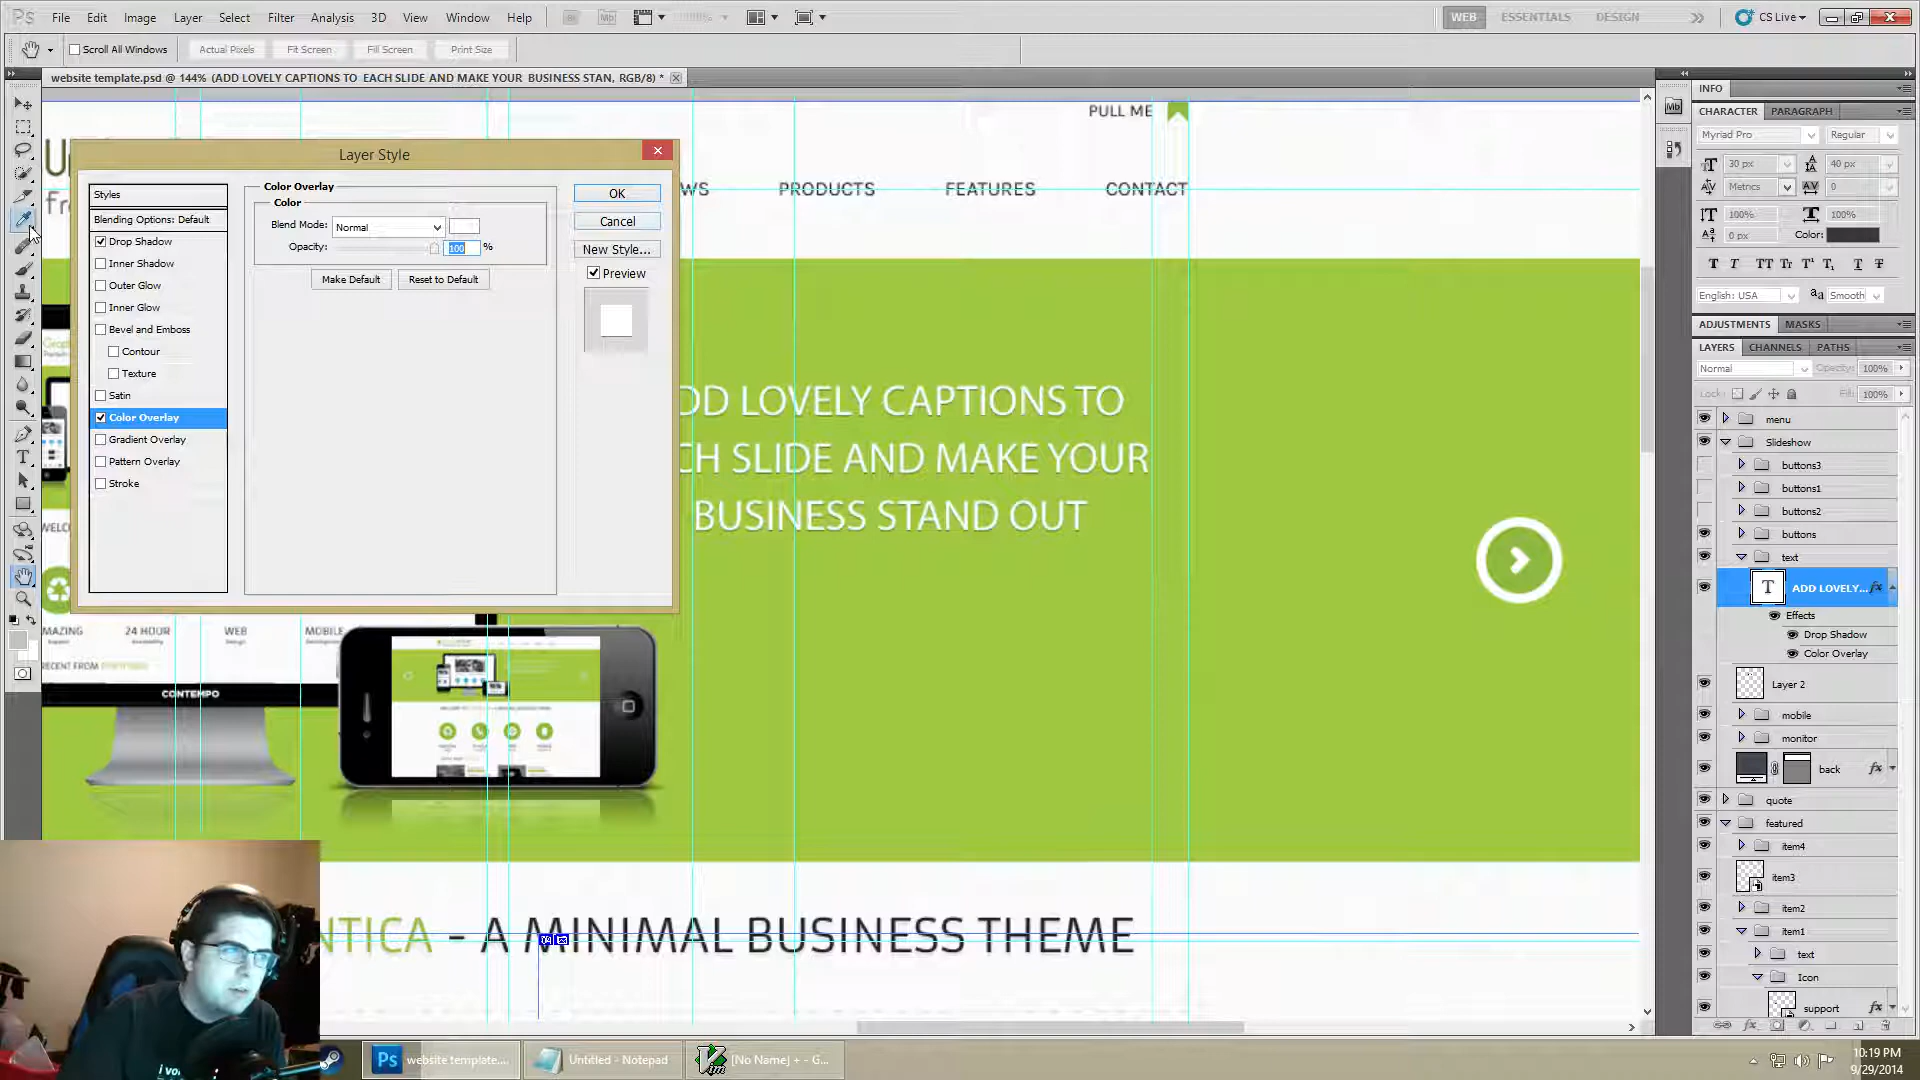 Ps File Edit Image Layer Select Filter Analysis 3D View Window Help
WEB ESSENTIALS DESIGN CS Live
Scroll All Windows Actual Pixels Fit Screen Fill Screen Print Size
website template.psd @ 144% (ADD LOVELY CAPTIONS TO EACH SLIDE AND MAKE YOUR BUSINESS STAN, RGB/8) *
PULL ME
PRODUCTS FEATURES CONTACT
Layer Style
Styles
Blending Options: Default
Drop Shadow
Inner Shadow
Outer Glow
Inner Glow
Bevel and Emboss
Contour
Texture
Satin
Color Overlay
Gradient Overlay
Pattern Overlay
Stroke
Color Overlay
Color
Blend Mode: Normal
Opacity: 100 %
Make Default Reset to Default
OK
Cancel
New Style...
Preview
DD LOVELY CAPTIONS TO
CH SLIDE AND MAKE YOUR
BUSINESS STAND OUT
AMAZING 24 HOUR WEB MOBILE
RECENT FROM
CONTEMPO
NTICA – A MINIMAL BUSINESS THEME
INFO
CHARACTER PARAGRAPH
Myriad Pro Regular
30 px 40 px
Metrics 0
100% 100%
0 px Color:
English: USA aa Smooth
ADJUSTMENTS MASKS
LAYERS CHANNELS PATHS
Normal Opacity: 100%
Lock: Fill: 100%
menu
Slideshow
buttons3
buttons1
buttons2
buttons
text
T ADD LOVELY... fx
Effects
Drop Shadow
Color Overlay
Layer 2
mobile
monitor
back fx
quote
featured
item4
item3
item2
item1
text
Icon
support fx
Ps website template.... Untitled - Notepad [No Name] + - G...
10:19 PM
9/29/2014